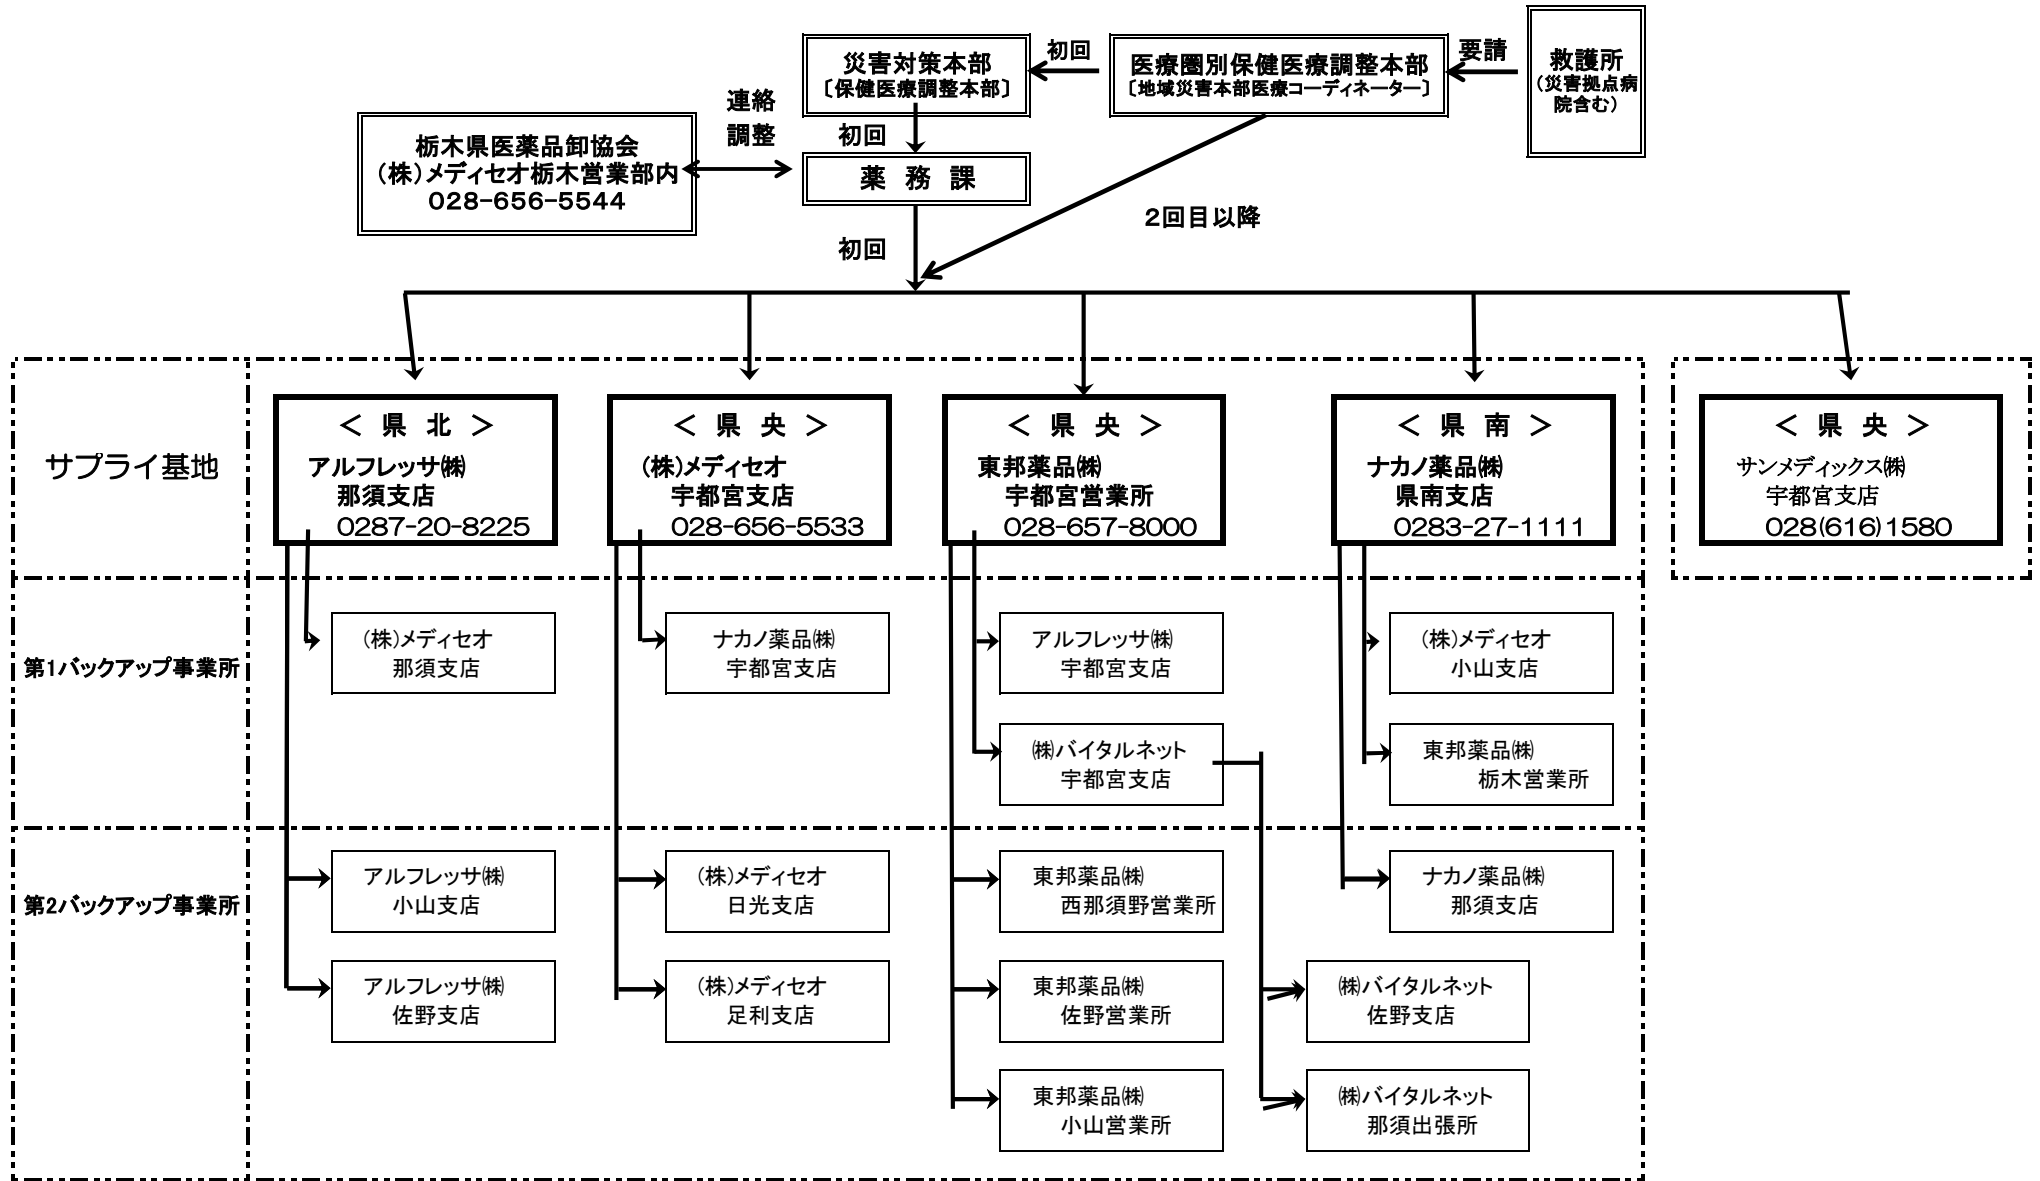 救護所
（災害拠点病
院含む）
要請
医療圏別保健医療調整本部
〔地域災害本部医療コーディネーター〕
初回
災害対策本部
〔保健医療調整本部〕
初回
連絡
調整
栃木県医薬品卸協会
（株）メディセオ栃木営業部内
028-656-5544
薬 務 課
初回
2回目以降
サプライ基地
＜ 県 北 ＞
アルフレッサ㈱
那須支店
0287-20-8225
＜ 県 央 ＞
（株）メディセオ
宇都宮支店
028-656-5533
＜ 県 央 ＞
東邦薬品㈱
宇都宮営業所
028-657-8000
＜ 県 南 ＞
ナカノ薬品㈱
県南支店
0283-27-1111
＜ 県 央 ＞
サンメディックス㈱
宇都宮支店
028(616)1580
第1バックアップ事業所
（株）メディセオ
那須支店
ナカノ薬品㈱
宇都宮支店
アルフレッサ㈱
宇都宮支店
（株）メディセオ
小山支店
㈱バイタルネット
宇都宮支店
東邦薬品㈱
栃木営業所
第2バックアップ事業所
アルフレッサ㈱
小山支店
（株）メディセオ
日光支店
東邦薬品㈱
西那須野営業所
ナカノ薬品㈱
那須支店
アルフレッサ㈱
佐野支店
（株）メディセオ
足利支店
東邦薬品㈱
佐野営業所
㈱バイタルネット
佐野支店
東邦薬品㈱
小山営業所
㈱バイタルネット
那須出張所